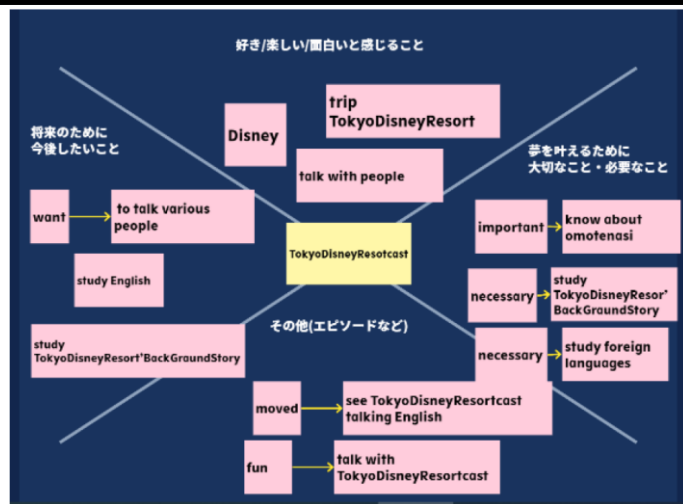 好き/楽しい/面白いと感じること
Disney
trip
TokyoDisneyResort
talk with people
将来のために
今後したいこと
want
to talk various
people
study English
study
TokyoDisneyResort'BackGraundStory
TokyoDisneyResotcast
夢を叶えるために
大切なこと・必要なこと
important
know about
omotenasi
necessary
study
TokyoDisneyResor'
BackGraundStory
necessary
study foreign
languages
その他(エピソードなど)
moved
see TokyoDisneyResortcast
talking English
fun
talk with
TokyoDisneyResortcast